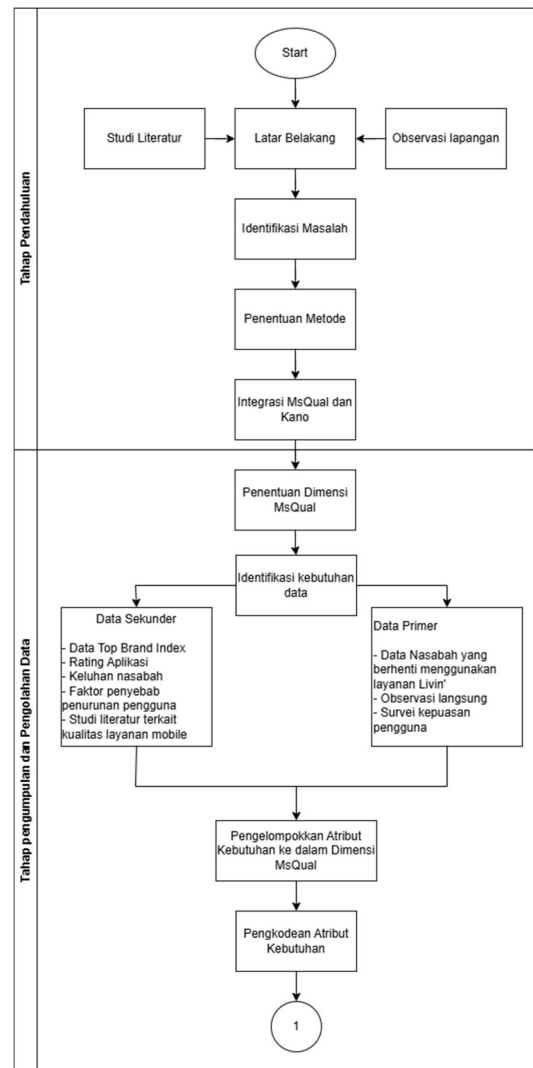 Tahap Pendahuluan
Start
Studi Literatur
Latar Belakang
Observasi lapangan
Identifikasi Masalah
Penentuan Metode
Integrasi MsQual dan
Kano
Tahap pengumpulan dan Pengolahan Data
Penentuan Dimensi
MsQual
Identifikasi kebutuhan
data
Data Sekunder
- Data Top Brand Index
- Rating Aplikasi
- Keluhan nasabah
- Faktor penyebab
penurunan pengguna
- Studi literatur terkait
kualitas layanan mobile
Data Primer
- Data Nasabah yang
berhenti menggunakan
layanan Livin'
- Observasi langsung
- Survei kepuasan
pengguna
Pengelompokkan Atribut
Kebutuhan ke dalam Dimensi
MsQual
Pengkodean Atribut
Kebutuhan
1